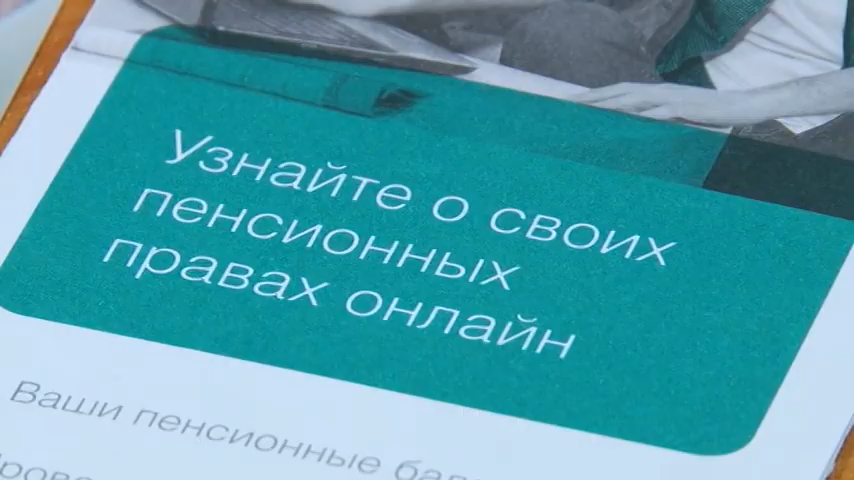 Узнайте о своих
пенсионных
правах онлайн
Ваши пенсионные